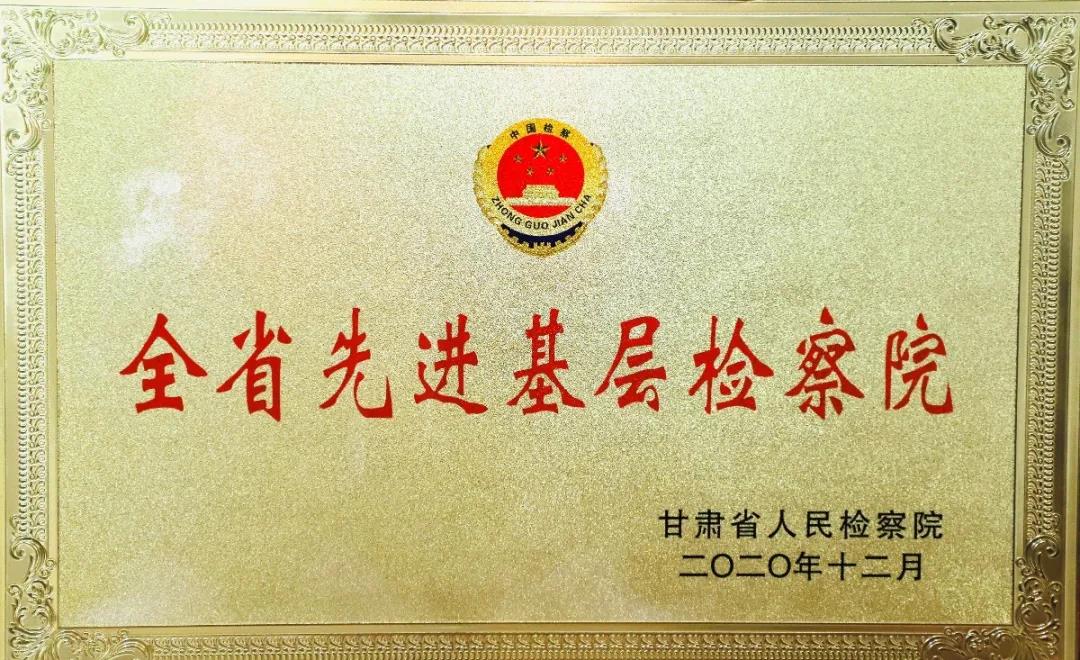 中国检察
ZHONG GUO JIAN CHA
全省先进基层检察院
甘肃省人民检察院
二〇二〇年十二月